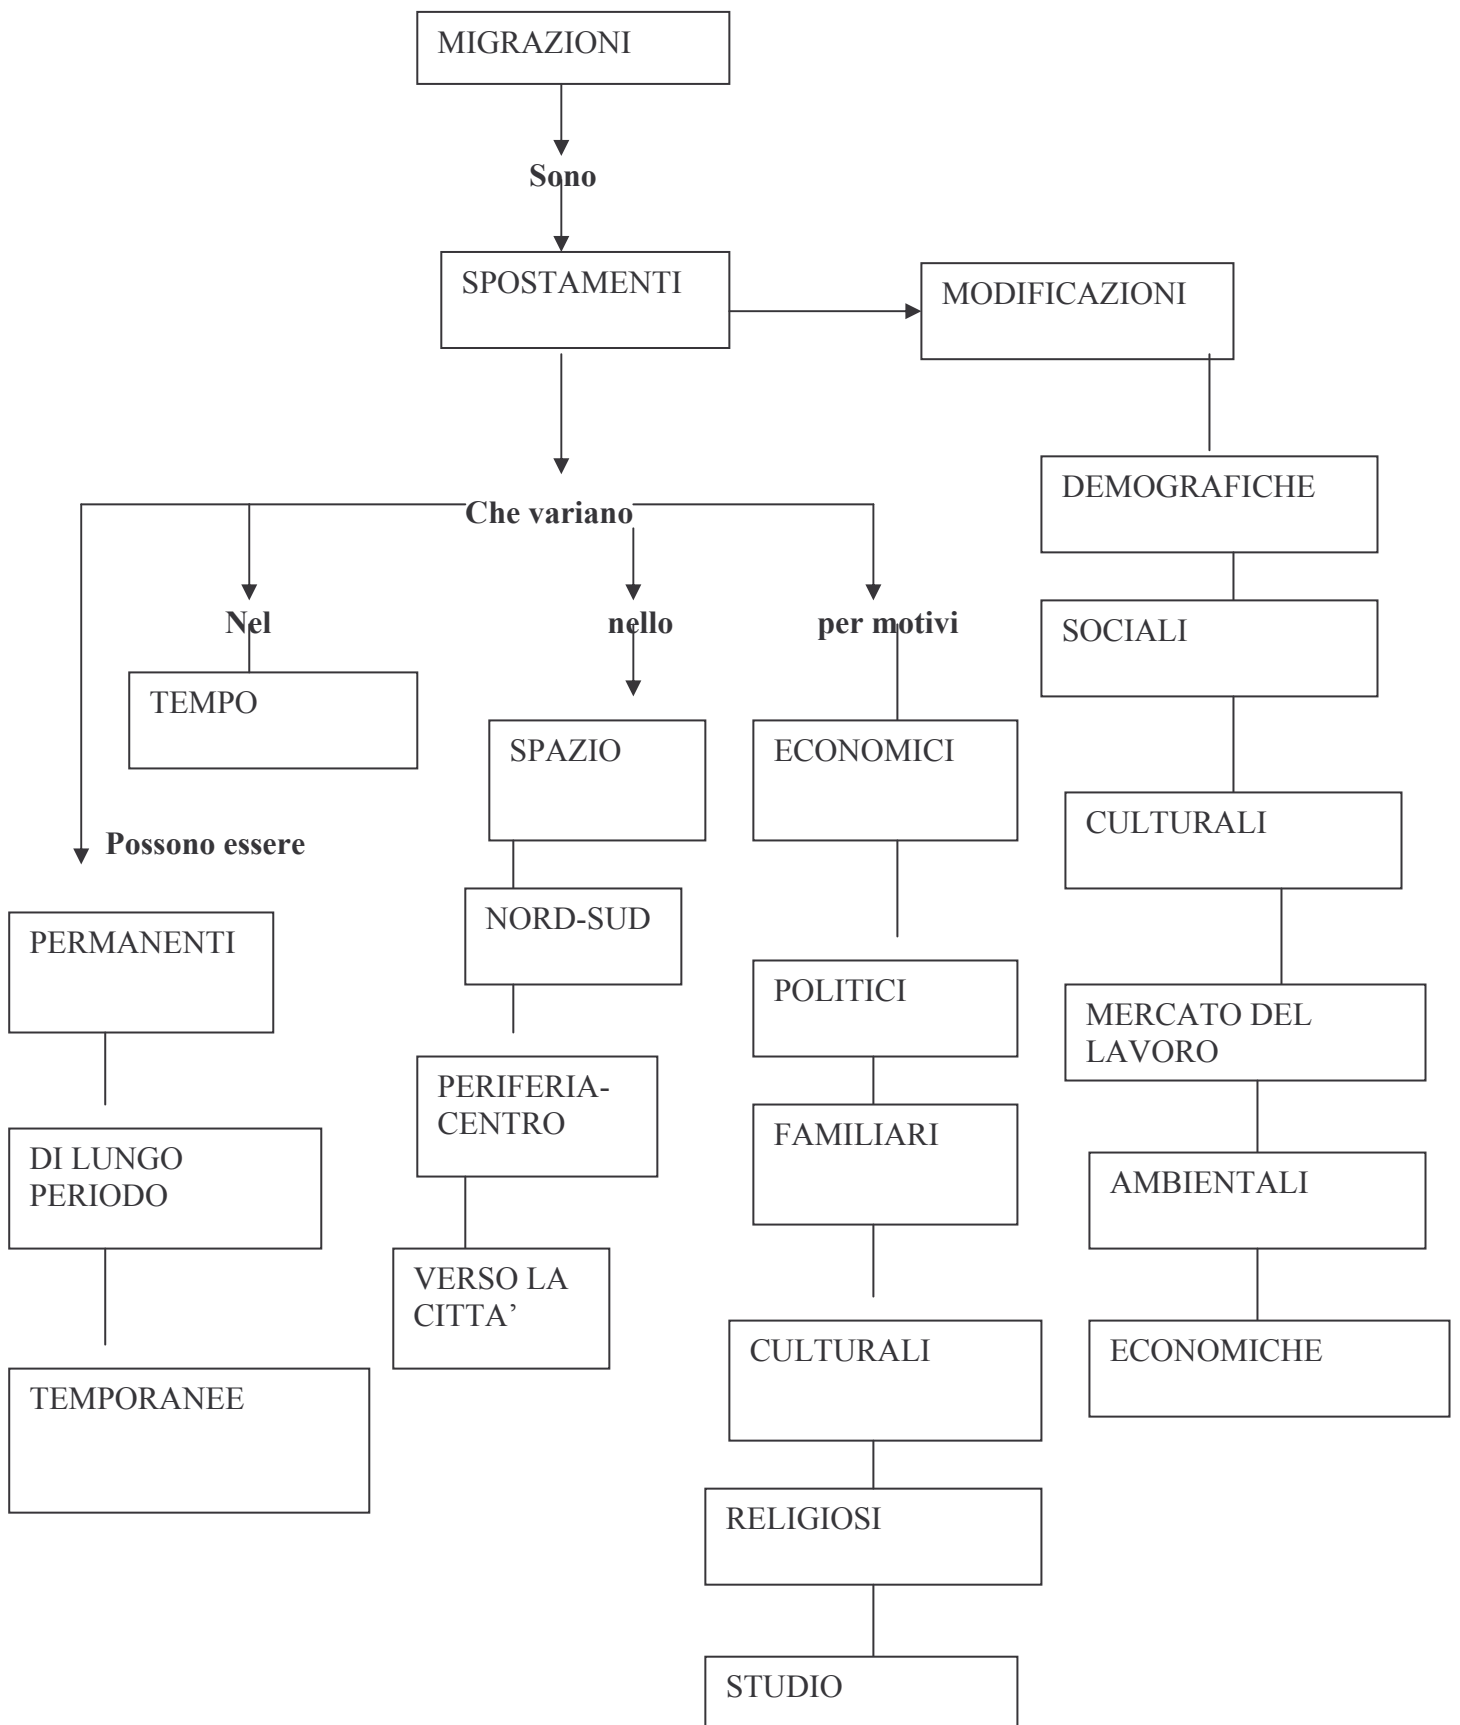 MIGRAZIONI
Sono
SPOSTAMENTI
MODIFICAZIONI
DEMOGRAFICHE
Che variano
Nel
nello
per motivi
SOCIALI
TEMPO
SPAZIO
ECONOMICI
CULTURALI
Possono essere
PERMANENTI
NORD-SUD
POLITICI
MERCATO DEL
LAVORO
PERIFERIA-
CENTRO
FAMILIARI
DI LUNGO
PERIODO
AMBIENTALI
VERSO LA
CITTA’
CULTURALI
ECONOMICHE
TEMPORANEE
RELIGIOSI
STUDIO